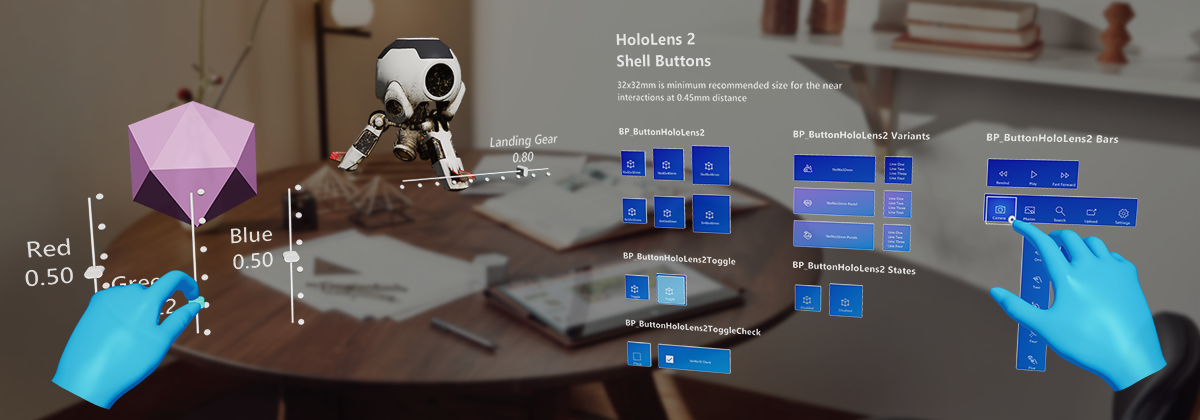 HoloLens 2
Shell Buttons
32x32mm is minimum recommended size for the near
interactions at 0.45mm distance
Landing Gear
0.80
Red
0.50
Blue
0.50
BP_ButtonHoloLens2
BP_ButtonHoloLens2 Variants
Line One
Line Two
Line Three
Line Four
Line One
Line Two
Line Three
Line Four
Line One
Line Two
Line Three
Line Four
BP_ButtonHoloLens2 Bars
Rewind
Play
Fast Forward
Camera
Photos
Search
Upload
Settings
BP_ButtonHoloLens2Toggle
Toggle
Toggle
BP_ButtonHoloLens2 States
Disabled
Disabled
BP_ButtonHoloLens2ToggleCheck
Check